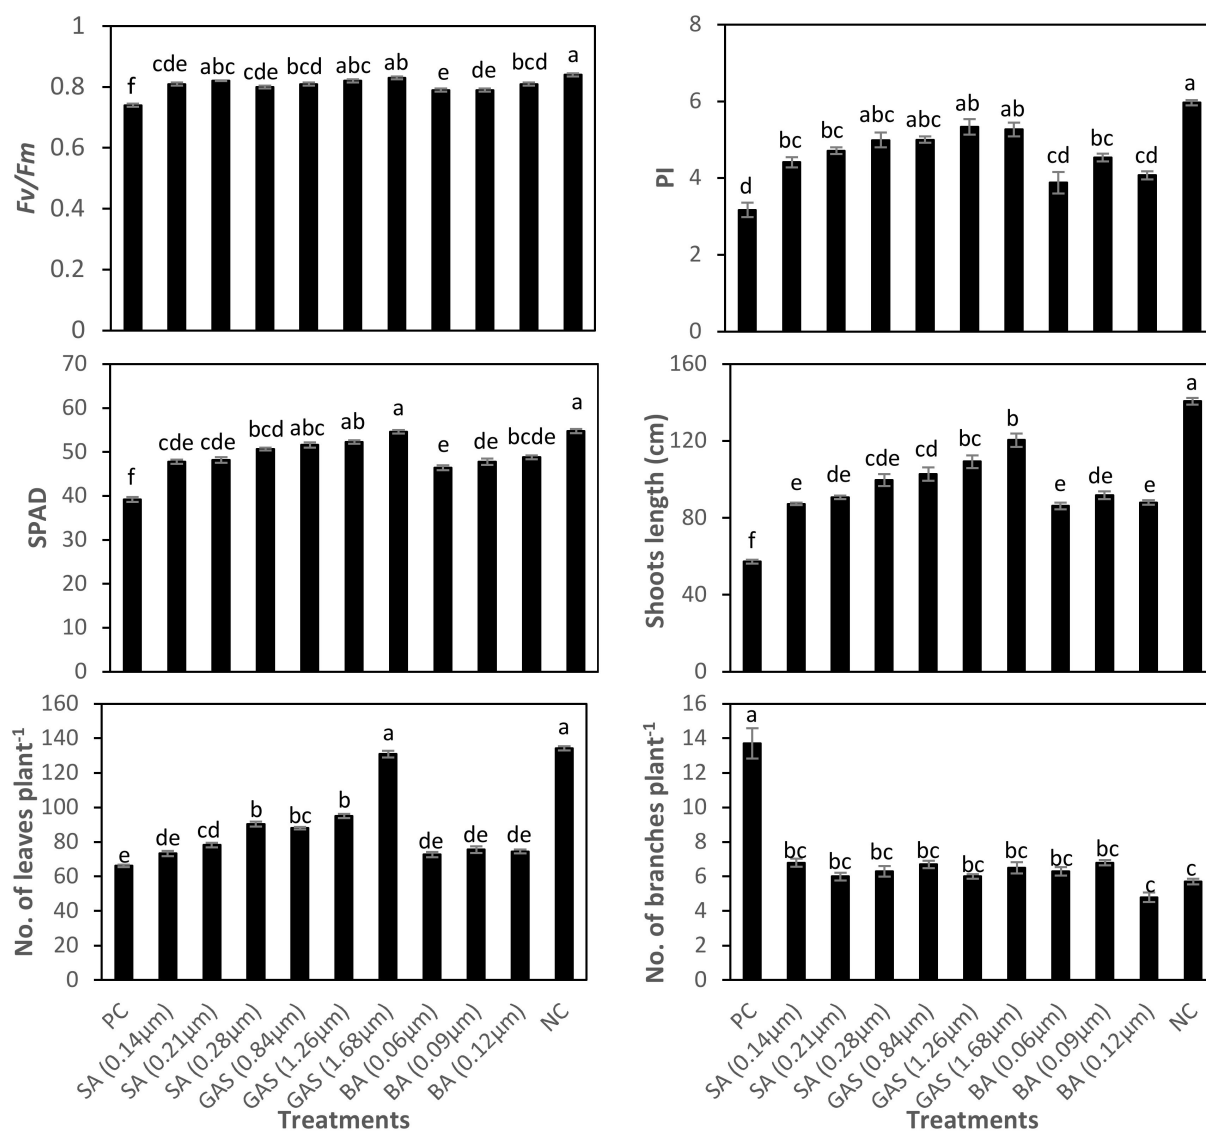 1
0.8
0.6
0.4
0.2
0
Fv/Fm
f cde abc cde bcd abc ab e de bcd a
8
6
4
2
0
PI
d bc bc abc abc ab ab cd bc cd a
70
60
50
40
30
20
10
0
SPAD
f cde cde bcd abc ab a e de bcde a
160
120
80
40
0
Shoots length (cm)
f e de cde cd bc b e de e a
160
140
120
100
80
60
40
20
0
No. of leaves plant⁻¹
e de cd b bc b a de de de a
PC
SA (0.14µm)
SA (0.21µm)
SA (0.28µm)
GAS (0.84µm)
GAS (1.26µm)
GAS (1.68µm)
BA (0.06µm)
BA (0.09µm)
BA (0.12µm)
NC
Treatments
16
14
12
10
8
6
4
2
0
No. of branches plant⁻¹
a bc bc bc bc bc bc bc bc c c
PC
SA (0.14µm)
SA (0.21µm)
SA (0.28µm)
GAS (0.84µm)
GAS (1.26µm)
GAS (1.68µm)
BA (0.06µm)
BA (0.09µm)
BA (0.12µm)
NC
Treatments